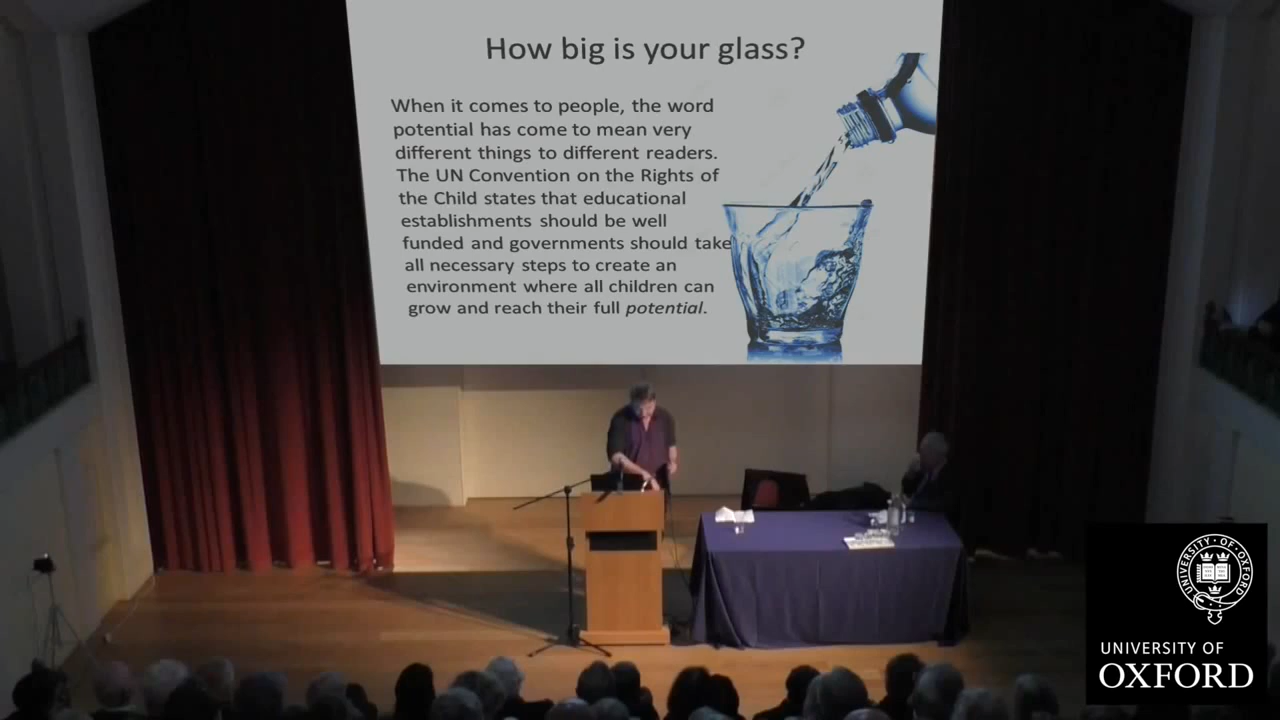 How big is your glass?
When it comes to people, the word
potential has come to mean very
different things to different readers.
The UN Convention on the Rights of
the Child states that educational
establishments should be well
funded and governments should take
all necessary steps to create an
environment where all children can
grow and reach their full potential.
UNIVERSITY · OF · OXFORD
UNIVERSITY OF
OXFORD